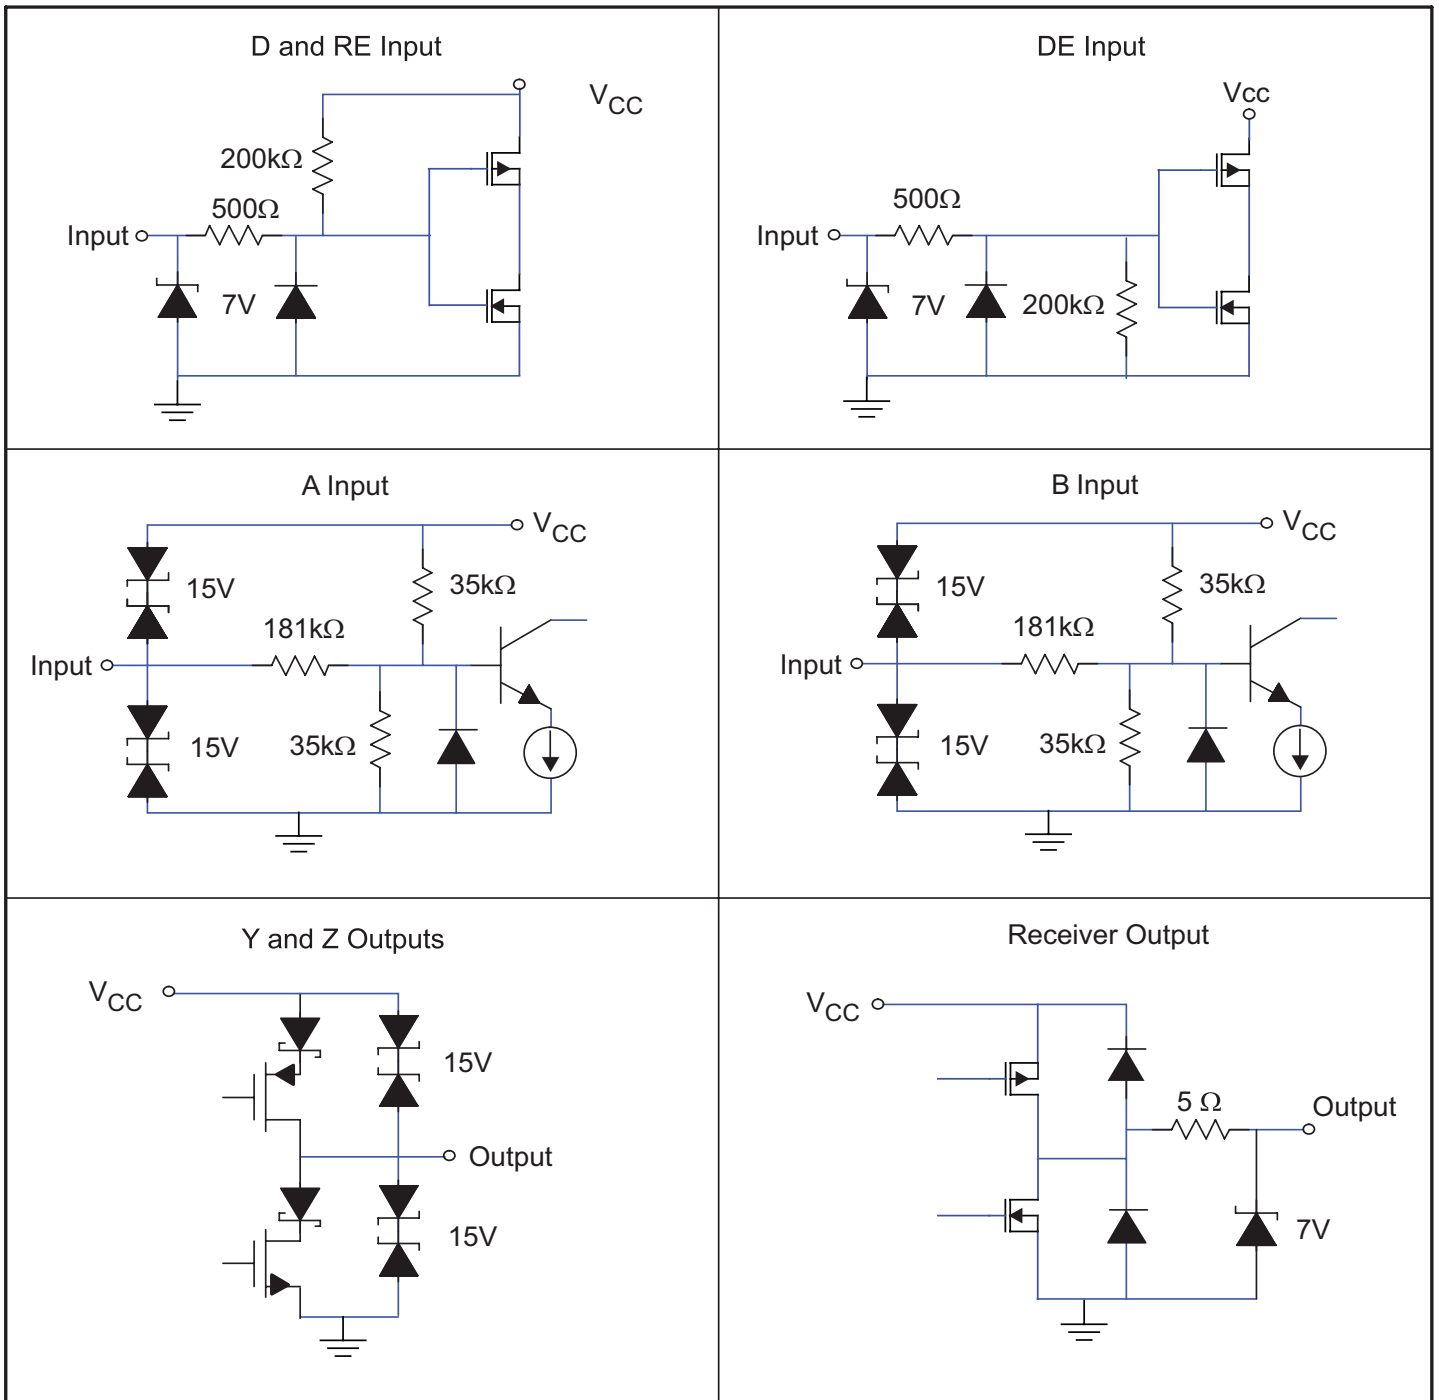 D and RE Input
VCC
200kΩ
500Ω
Input
7V
DE Input
Vcc
500Ω
Input
7V
200kΩ
A Input
VCC
15V
35kΩ
181kΩ
Input
15V
35kΩ
B Input
VCC
15V
35kΩ
181kΩ
Input
15V
35kΩ
Y and Z Outputs
VCC
15V
Output
15V
Receiver Output
VCC
5 Ω
Output
7V